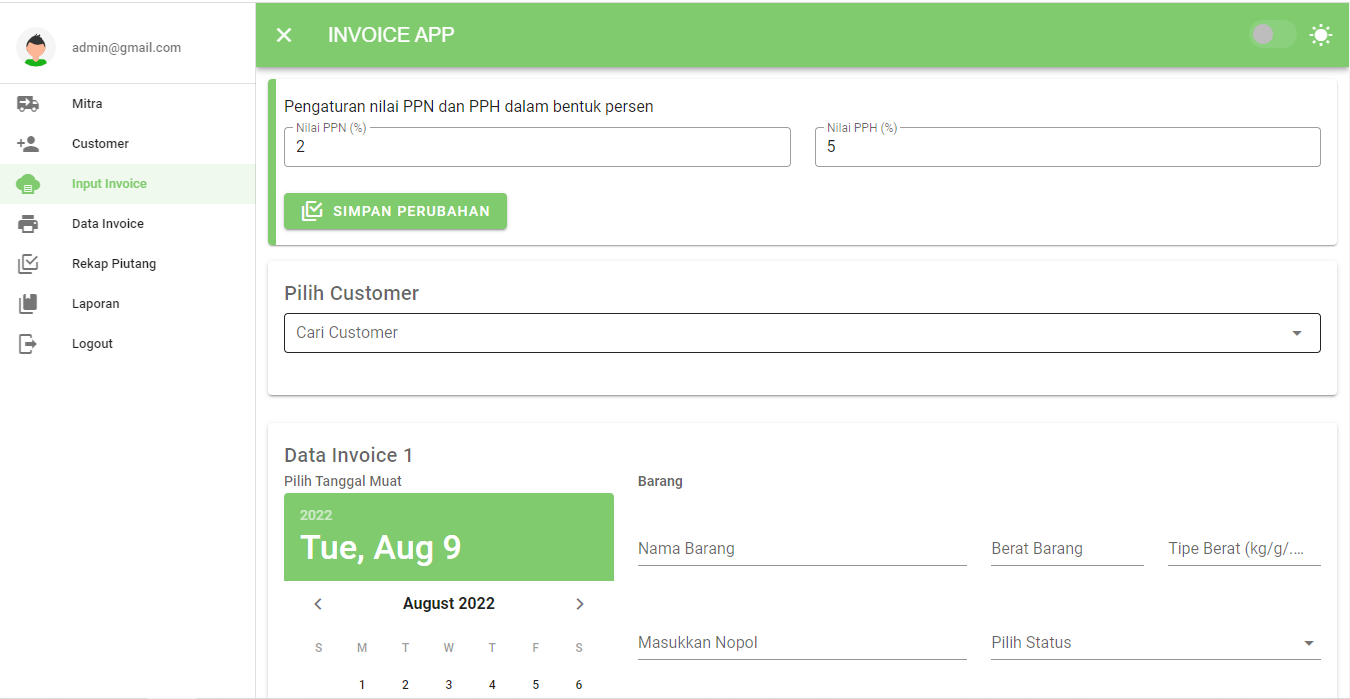 admin@gmail.com
Mitra
Customer
Input Invoice
Data Invoice
Rekap Piutang
Laporan
Logout
INVOICE APP
Pengaturan nilai PPN dan PPH dalam bentuk persen
Nilai PPN (%)
2
Nilai PPH (%)
5
SIMPAN PERUBAHAN
Pilih Customer
Cari Customer
Data Invoice 1
Pilih Tanggal Muat
2022
Tue, Aug 9
August 2022
S M T W T F S
1 2 3 4 5 6
Barang
Nama Barang
Berat Barang
Tipe Berat (kg/g/....
Masukkan Nopol
Pilih Status